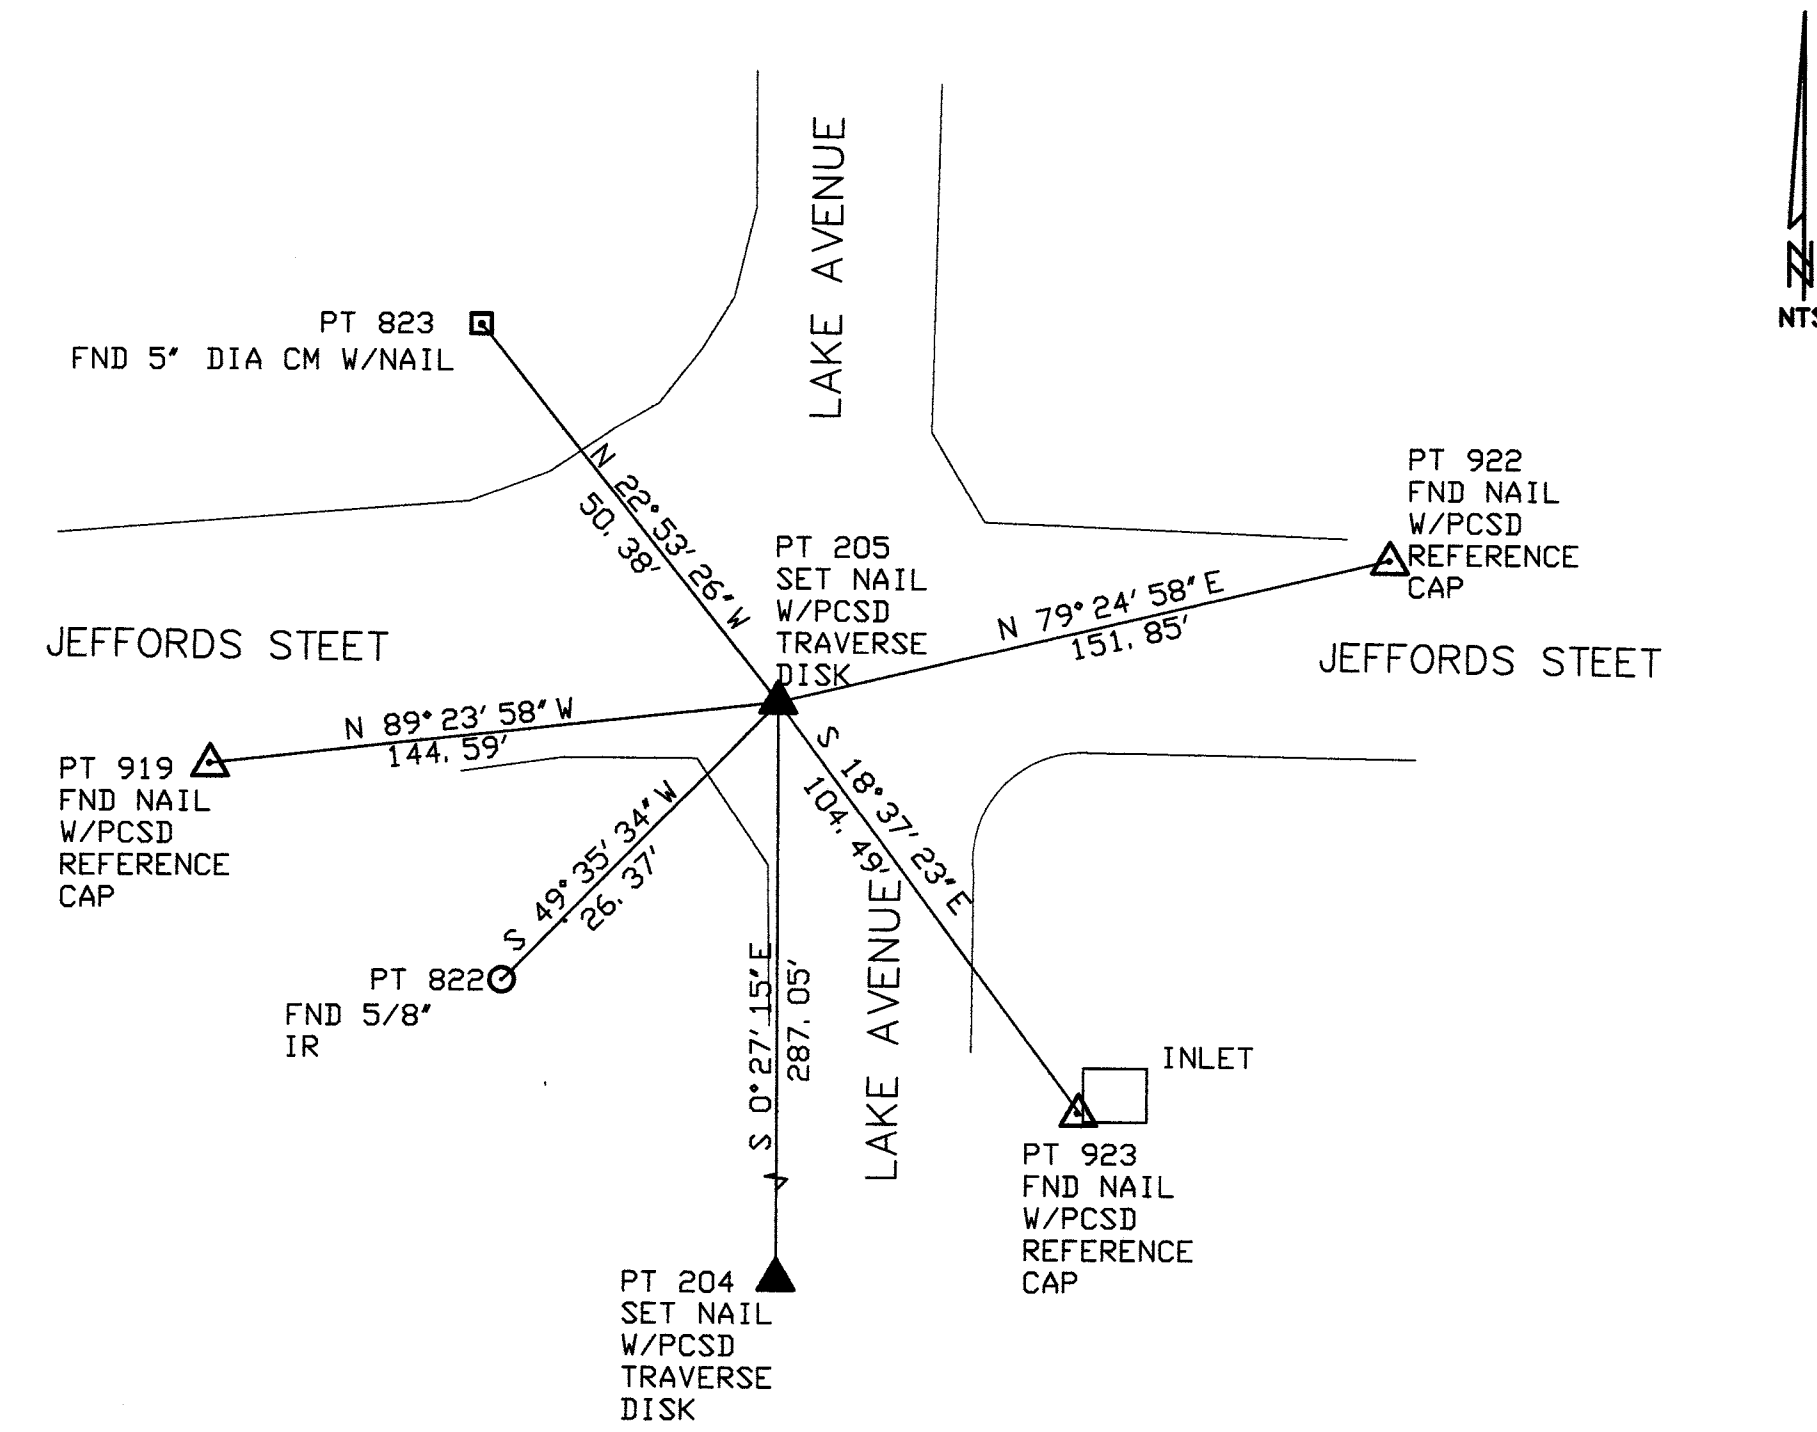 LAKE AVENUE
N
NTS
PT 823
FND 5" DIA CM W/NAIL
N 22°53'26"W
50.38'
PT 922
FND NAIL
W/PCSD
REFERENCE
CAP
PT 205
SET NAIL
W/PCSD
TRAVERSE
DISK
N 79°24'58"E
151.85'
JEFFORDS STEET
JEFFORDS STEET
N 89°23'58"W
144.59'
PT 919
FND NAIL
W/PCSD
REFERENCE
CAP
S 49°35'34"W
26.37'
S 18°37'23"E
104.49'
PT 822
FND 5/8"
IR
S 0°27'15"E
287.05'
LAKE AVENUE
INLET
PT 923
FND NAIL
W/PCSD
REFERENCE
CAP
PT 204
SET NAIL
W/PCSD
TRAVERSE
DISK